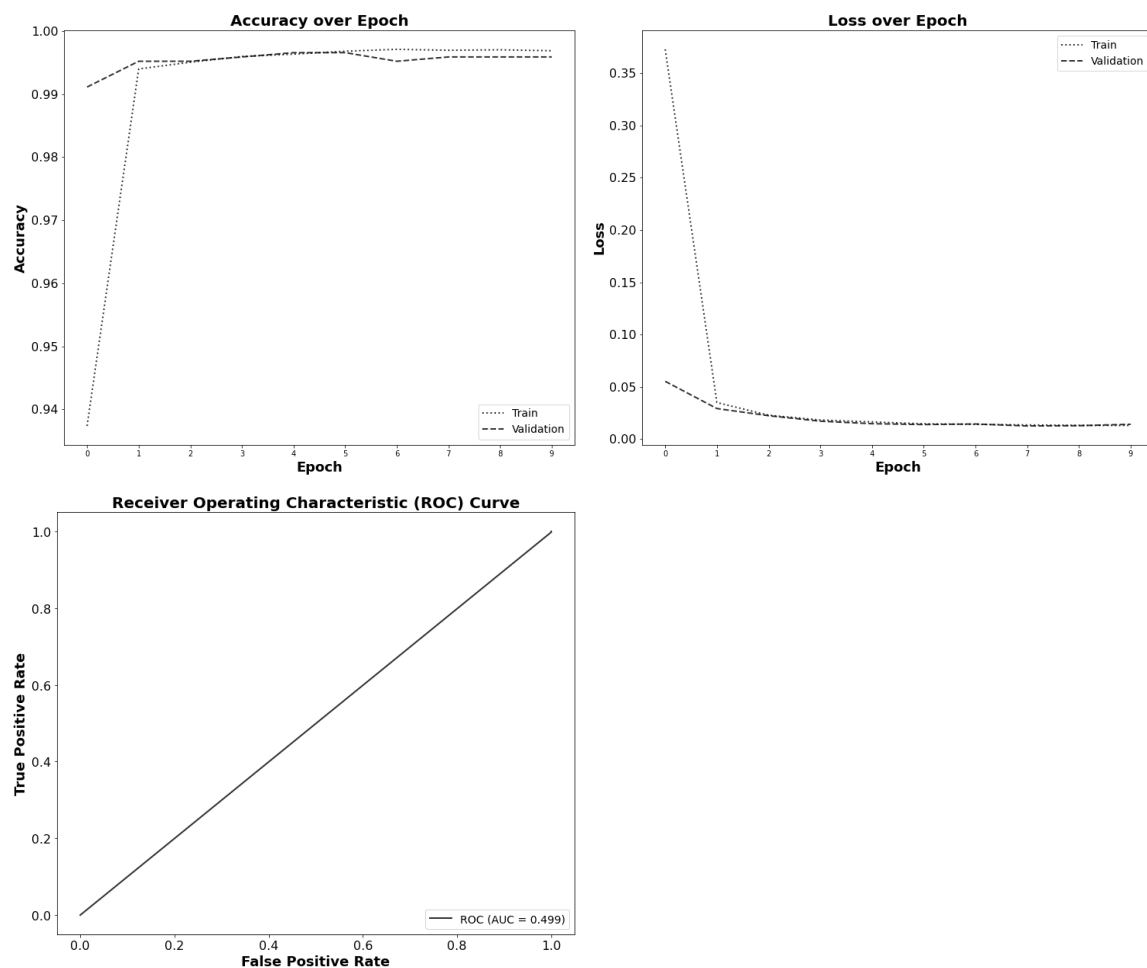 Accuracy over Epoch
1.00
0.99
0.98
0.97
0.96
0.95
0.94
Accuracy
Train
Validation
0 1 2 3 4 5 6 7 8 9
Epoch
Loss over Epoch
Train
Validation
0.35
0.30
0.25
0.20
0.15
0.10
0.05
0.00
Loss
0 1 2 3 4 5 6 7 8 9
Epoch
Receiver Operating Characteristic (ROC) Curve
1.0
0.8
0.6
0.4
0.2
0.0
True Positive Rate
ROC (AUC = 0.499)
0.0 0.2 0.4 0.6 0.8 1.0
False Positive Rate